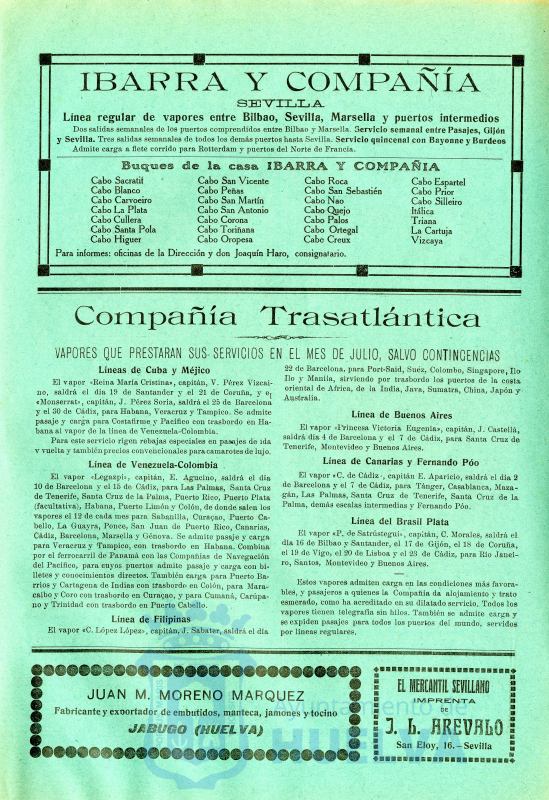 IBARRA Y COMPAÑÍA
SEVILLA
Línea regular de vapores entre Bilbao, Sevilla, Marsella y puertos intermedios
Dos salidas semanales de los puertos comprendidos entre Bilbao y Marsella. Servicio semanal entre Pasajes, Gijón
y Sevilla. Tres salidas semanales de todos los demás puertos hasta Sevilla. Servicio quincenal con Bayonne y Burdeos
Admite carga a flete corrido para Rotterdam y puertos del Norte de Francia.
Buques de la casa IBARRA Y COMPAÑIA
Cabo Sacratif
Cabo Blanco
Cabo Carvoeiro
Cabo La Plata
Cabo Cullera
Cabo Santa Pola
Cabo Higuer
Cabo San Vicente
Cabo Peñas
Cabo San Martín
Cabo San Antonio
Cabo Corona
Cabo Toriñana
Cabo Oropesa
Cabo Roca
Cabo San Sebastián
Cabo Nao
Cabo Quejo
Cabo Palos
Cabo Ortegal
Cabo Creux
Cabo Espartel
Cabo Prior
Cabo Silleiro
Itálica
Triana
La Cartuja
Vizcaya
Para informes: oficinas de la Dirección y don Joaquín Haro, consignatario.
Compañía Trasatlántica
VAPORES QUE PRESTARAN SUS SERVICIOS EN EL MES DE JULIO, SALVO CONTINGENCIAS
Líneas de Cuba y Méjico
El vapor «Reina María Cristina», capitán, V. Pérez Vizcai-
no, saldrá el día 19 de Santander y el 21 de Coruña, y el
«Monserrat», capitán, J. Pérez Soria, saldrá el 25 de Barcelona
y el 30 de Cádiz, para Habana, Veracruz y Tampico. Se admite
pasaje y carga para Costafirme y Pacífico con trasbordo en Ha-
bana al vapor de la línea de Venezuela-Colombia.
Para este servicio rigen rebajas especiales en pasajes de ida
y vuelta y también precios convencionales para camarotes de lujo.
Línea de Venezuela-Colombia
El vapor «Legazpi», capitán, E. Agucino, saldrá el día
10 de Barcelona y el 15 de Cádiz, para Las Palmas, Santa Cruz
de Tenerife, Santa Cruz de la Palma, Puerto Rico, Puerto Plata
(facultativa), Habana, Puerto Limón y Colón, de donde salen los
vapores el 12 de cada mes para Sabanilla, Curaçao, Puerto Ca-
bello, La Guayra, Ponce, San Juan de Puerto Rico, Canarias,
Cádiz, Barcelona, Marsella y Génova. Se admite pasaje y carga
para Veracruz y Tampico, con trasbordo en Habana. Combina
por el ferrocarril de Panamá con las Compañías de Navegación
del Pacífico, para cuyos puertos admite pasaje y carga con bi-
lletes y conocimientos directos. También carga para Puerto Ba-
rrios y Cartagena de Indias con trasbordo en Colón, para Mara-
caibo y Coro con trasbordo en Curaçao, y para Cumaná, Carúpa-
no y Trinidad con trasbordo en Puerto Cabello.
Línea de Filipinas
El vapor «C. López López», capitán, J. Sabater, saldrá el día
22 de Barcelona, para Port-Said, Suéz, Colombo, Singapore, Ilo-
Ilo y Manila, sirviendo por trasbordo los puertos de la costa
oriental de Africa, de la India, Java, Sumatra, China, Japón y
Australia.
Línea de Buenos Aires
El vapor «Princesa Victoria Eugenia», capitán, J. Castellá,
saldrá día 4 de Barcelona y el 7 de Cádiz, para Santa Cruz de
Tenerife, Montevideo y Buenos Aires.
Línea de Canarias y Fernando Póo
El vapor «C. de Cádiz», capitán, E. Aparicio, saldrá el día 2
de Barcelona y el 7 de Cádiz, para Tánger, Casablanca, Maza-
gán, Las Palmas, Santa Cruz de Tenerife, Santa Cruz de la
Palma, demás escalas intermedias y Fernando Póo.
Línea del Brasil Plata
El vapor «P. de Satrústegui», capitán, C. Morales, saldrá el
día 16 de Bilbao y Santander, el 17 de Gijón, el 18 de Coruña,
el 19 de Vigo, el 20 de Lisboa y el 23 de Cádiz, para Río Janei-
ro, Santos, Montevideo y Buenos Aires.
Estos vapores admiten carga en las condiciones más favora-
bles, y pasajeros a quienes la Compañía da alojamiento y trato
esmerado, como ha acreditado en su dilatado servicio. Todos los
vapores tienen telegrafía sin hilos. También se admite carga y
se expiden pasajes para todos los puertos del mundo, servidos
por líneas regulares.
JUAN M. MORENO MARQUEZ
Fabricante y exportador de embutidos, manteca, jamones y tocino
JABUGO (HUELVA)
EL MERCANTIL SEVILLANO
IMPRENTA
DE
J. L. AREVALO
San Eloy, 16.—Sevilla
Ayuntamiento de
HUELVA